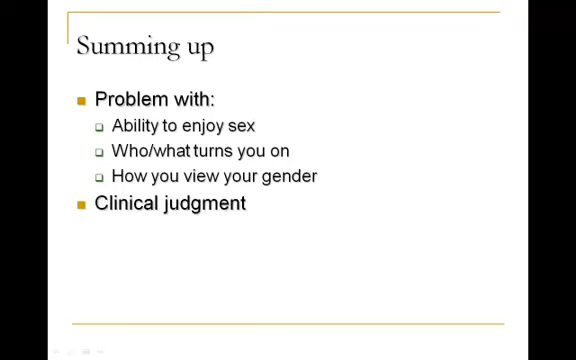 Summing up
Problem with:
Ability to enjoy sex
Who/what turns you on
How you view your gender
Clinical judgment